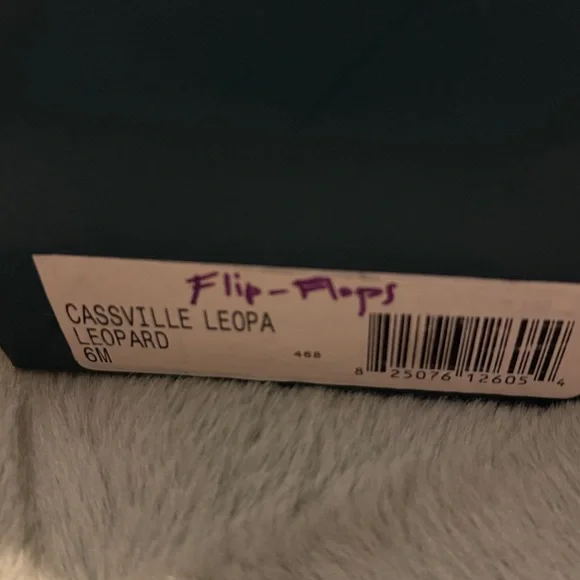 Flip-Flops
CASSVILLE LEOPA
LEOPARD
6M
468
8 25076 12605 4